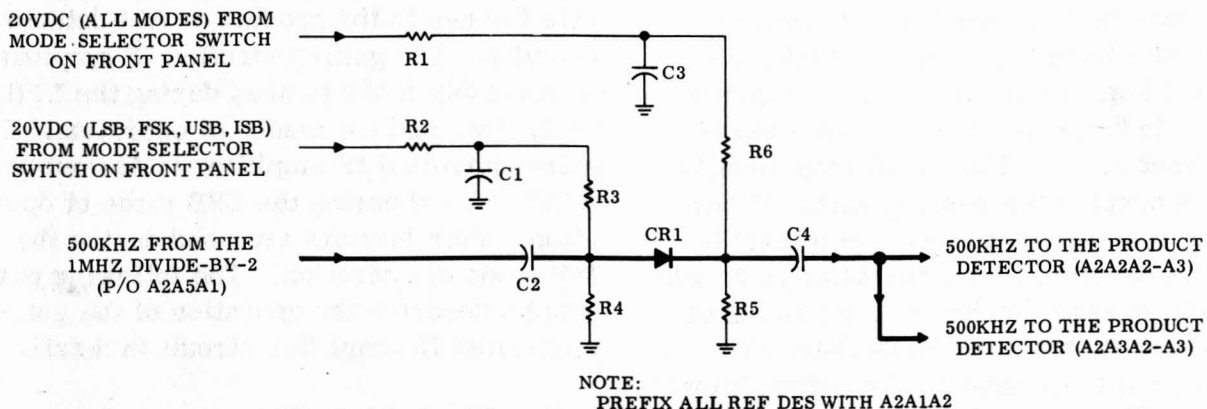 20VDC (ALL MODES) FROM
MODE SELECTOR SWITCH
ON FRONT PANEL
R1
C3
20VDC (LSB, FSK, USB, ISB)
FROM MODE SELECTOR
SWITCH ON FRONT PANEL
R2
C1
R3
R6
500KHZ FROM THE
1MHZ DIVIDE-BY-2
(P/O A2A5A1)
C2
CR1
C4
R4
R5
500KHZ TO THE PRODUCT
DETECTOR (A2A2A2-A3)
500KHZ TO THE PRODUCT
DETECTOR (A2A3A2-A3)
NOTE:
PREFIX ALL REF DES WITH A2A1A2